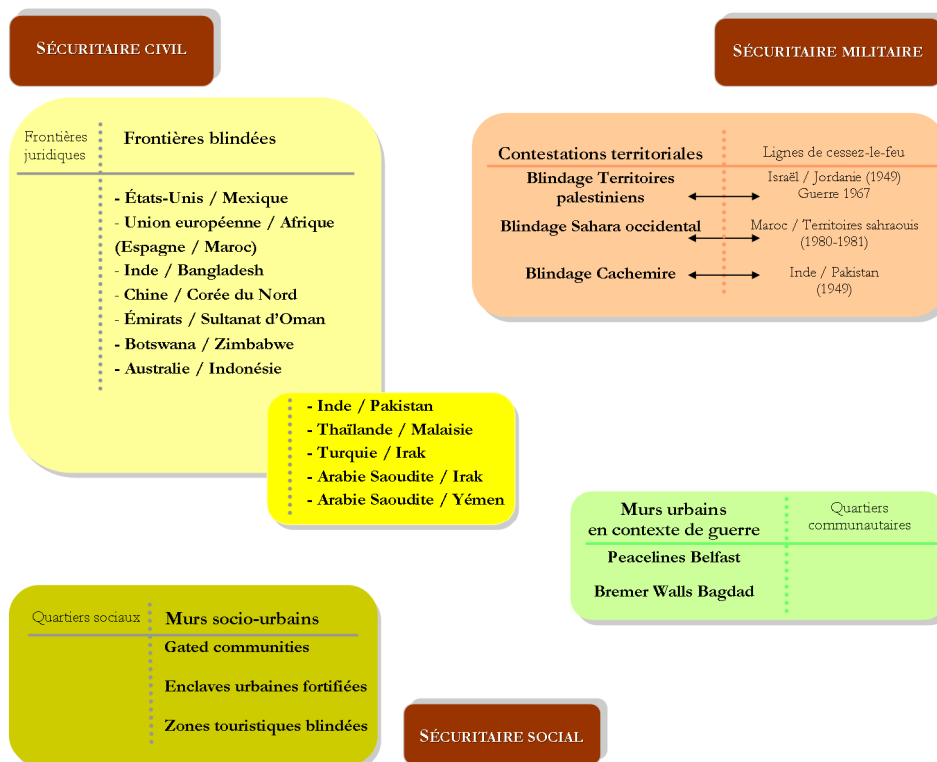 SÉCURITAIRE CIVIL
SÉCURITAIRE MILITAIRE
Frontières
juridiques
Frontières blindées
- États-Unis / Mexique
- Union européenne / Afrique
(Espagne / Maroc)
- Inde / Bangladesh
- Chine / Corée du Nord
- Émirats / Sultanat d'Oman
- Botswana / Zimbabwe
- Australie / Indonésie
- Inde / Pakistan
- Thaïlande / Malaisie
- Turquie / Irak
- Arabie Saoudite / Irak
- Arabie Saoudite / Yémen
Contestations territoriales
Lignes de cessez-le-feu
Blindage Territoires
palestiniens
Israël / Jordanie (1949)
Guerre 1967
Blindage Sahara occidental
Maroc / Territoires sahraouis
(1980-1981)
Blindage Cachemire
Inde / Pakistan
(1949)
Murs urbains
en contexte de guerre
Quartiers
communautaires
Peacelines Belfast
Bremer Walls Bagdad
Quartiers sociaux
Murs socio-urbains
Gated communities
Enclaves urbaines fortifiées
Zones touristiques blindées
SÉCURITAIRE SOCIAL